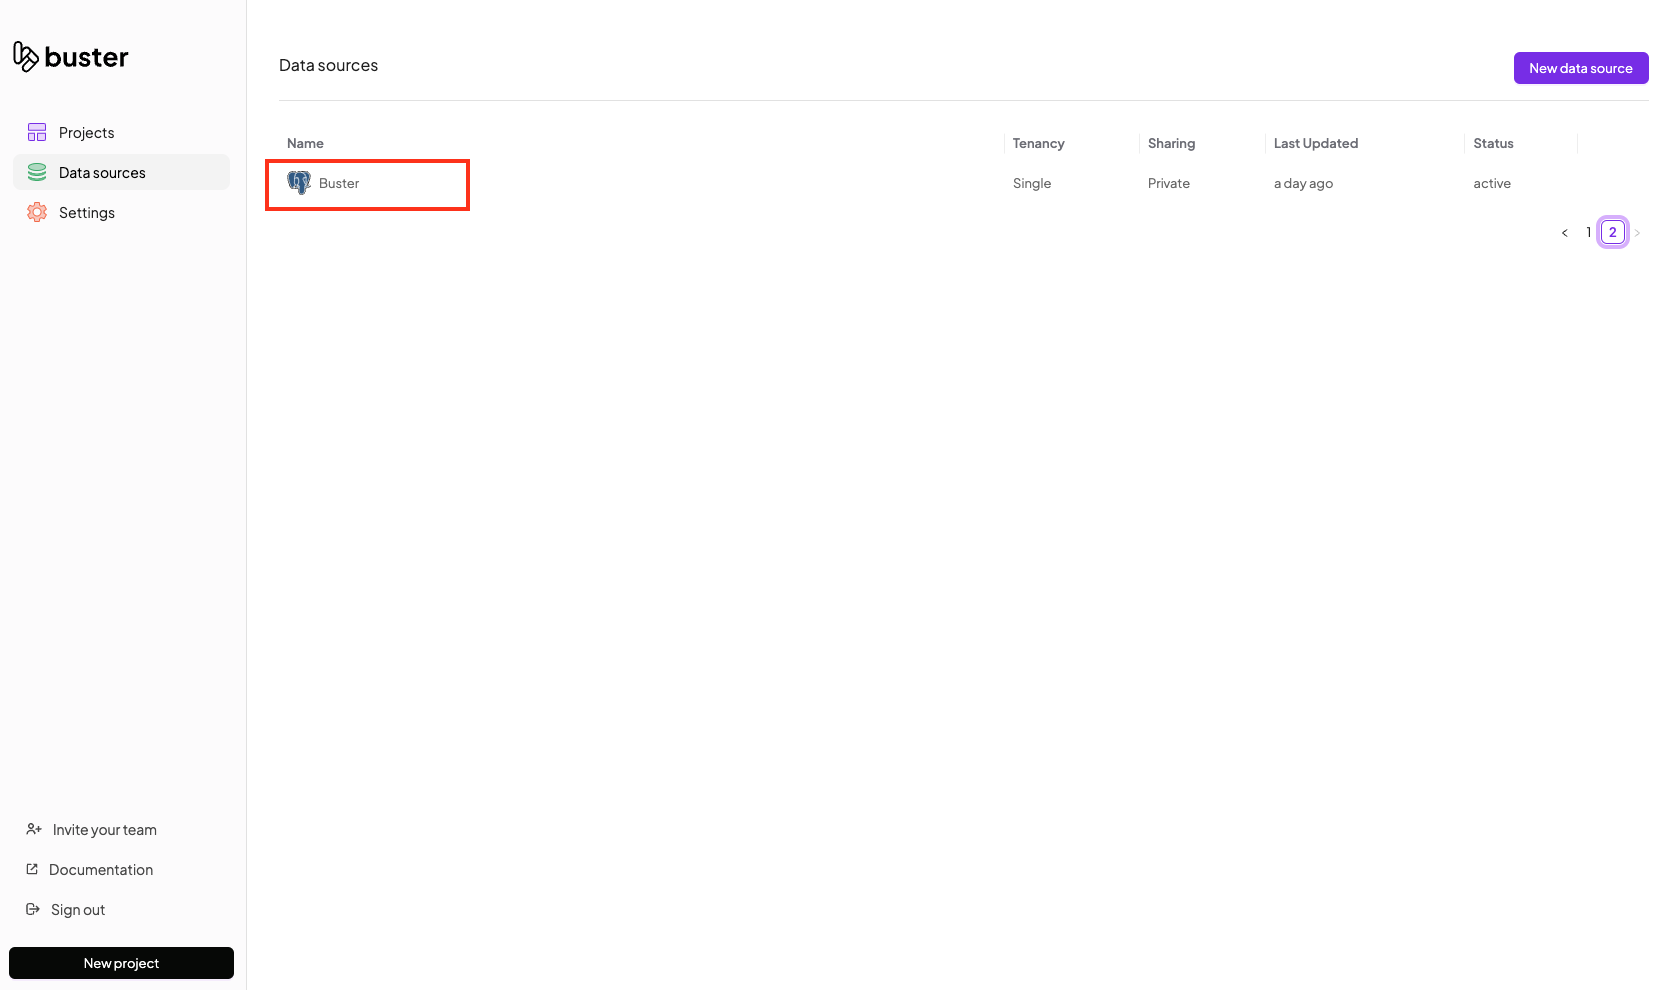 buster
Projects
Data sources
Settings
Invite your team
Documentation
Sign out
New project
Data sources
New data source
Name Tenancy Sharing Last Updated Status
Buster Single Private a day ago active
< 1 2 >